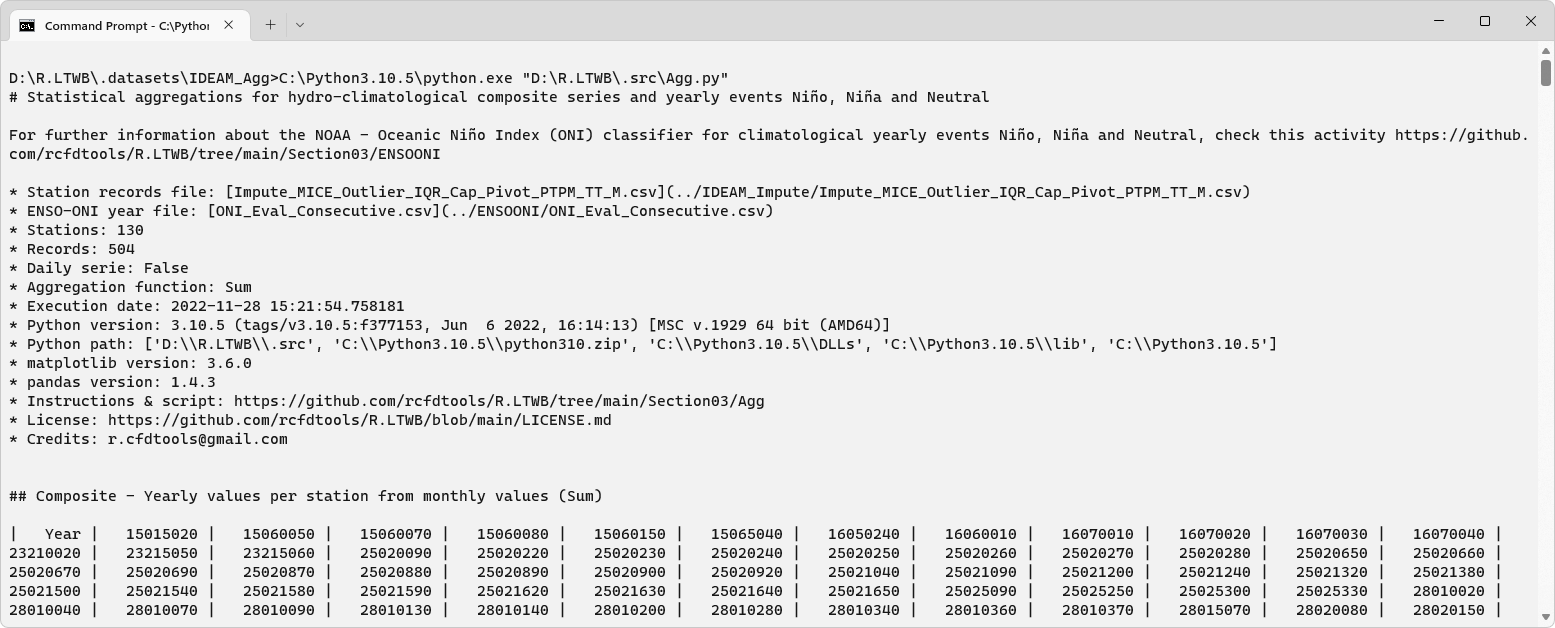 Command Prompt - C:\Python
D:\R.LTWB\.datasets\IDEAM_Agg>C:\Python3.10.5\python.exe "D:\R.LTWB\.src\Agg.py"
# Statistical aggregations for hydro-climatological composite series and yearly events Niño, Niña and Neutral
For further information about the NOAA - Oceanic Niño Index (ONI) classifier for climatological yearly events Niño, Niña and Neutral, check this activity https://github.
com/rcfdtools/R.LTWB/tree/main/Section03/ENSOONI
* Station records file: [Impute_MICE_Outlier_IQR_Cap_Pivot_PTPM_TT_M.csv](../IDEAM_Impute/Impute_MICE_Outlier_IQR_Cap_Pivot_PTPM_TT_M.csv)
* ENSO-ONI year file: [ONI_Eval_Consecutive.csv](../ENSOONI/ONI_Eval_Consecutive.csv)
* Stations: 130
* Records: 504
* Daily serie: False
* Aggregation function: Sum
* Execution date: 2022-11-28 15:21:54.758181
* Python version: 3.10.5 (tags/v3.10.5:f377153, Jun  6 2022, 16:14:13) [MSC v.1929 64 bit (AMD64)]
* Python path: ['D:\\R.LTWB\\.src', 'C:\\Python3.10.5\\python310.zip', 'C:\\Python3.10.5\\DLLs', 'C:\\Python3.10.5\\lib', 'C:\\Python3.10.5']
* matplotlib version: 3.6.0
* pandas version: 1.4.3
* Instructions & script: https://github.com/rcfdtools/R.LTWB/tree/main/Section03/Agg
* License: https://github.com/rcfdtools/R.LTWB/blob/main/LICENSE.md
* Credits: r.cfdtools@gmail.com
## Composite - Yearly values per station from monthly values (Sum)
|   Year |   15015020 |   15060050 |   15060070 |   15060080 |   15060150 |   15065040 |   16050240 |   16060010 |   16070010 |   16070020 |   16070030 |   16070040 |
23210020 |   23215050 |   23215060 |   25020090 |   25020220 |   25020230 |   25020240 |   25020250 |   25020260 |   25020270 |   25020280 |   25020650 |   25020660 |
25020670 |   25020690 |   25020870 |   25020880 |   25020890 |   25020900 |   25020920 |   25021040 |   25021090 |   25021200 |   25021240 |   25021320 |   25021380 |
25021500 |   25021540 |   25021580 |   25021590 |   25021620 |   25021630 |   25021640 |   25021650 |   25025090 |   25025250 |   25025300 |   25025330 |   28010020 |
28010040 |   28010070 |   28010090 |   28010130 |   28010140 |   28010200 |   28010280 |   28010340 |   28010360 |   28010370 |   28015070 |   28020080 |   28020150 |